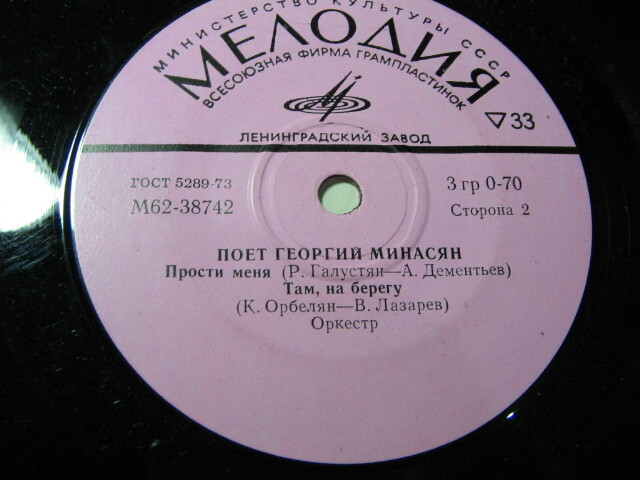 МИНИСТЕРСТВО КУЛЬТУРЫ СССР
МЕЛОДИЯ
ВСЕСОЮЗНАЯ ФИРМА ГРАМПЛАСТИНОК
▽33
ЛЕНИНГРАДСКИЙ ЗАВОД
ГОСТ 5289-73
3 гр 0-70
М62-38742
Сторона 2
ПОЕТ ГЕОРГИЙ МИНАСЯН
Прости меня (Р. Галустян—А. Дементьев)
Там, на берегу
(К. Орбелян—В. Лазарев)
Оркестр